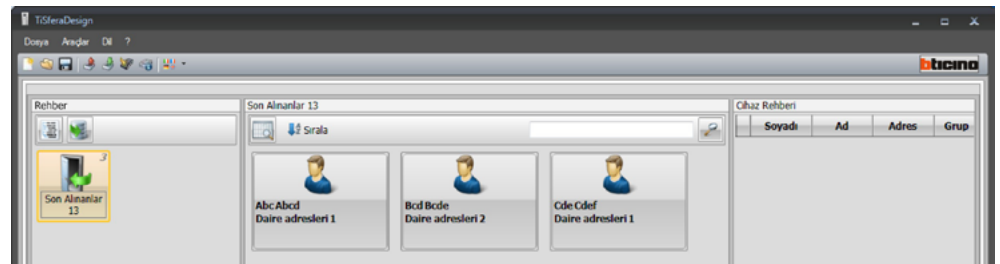 TiSferaDesign
Dosya Araçlar Dil ?
bticino
Rehber
Son Alınanlar 13
Cihaz Rehberi
Sırala
Soyadı Ad Adres Grup
3
Son Alınanlar
13
Abc Abcd
Daire adresleri 1
Bcd Bcde
Daire adresleri 2
Cde Cdef
Daire adresleri 1